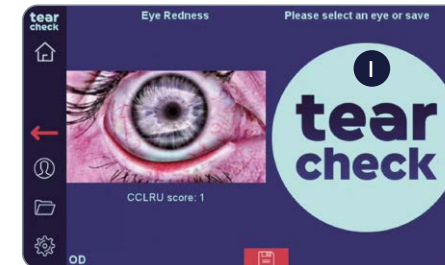 tear
check
Eye Redness
Please select an eye or save
I
tear
check
CCLRU score: 1
OD